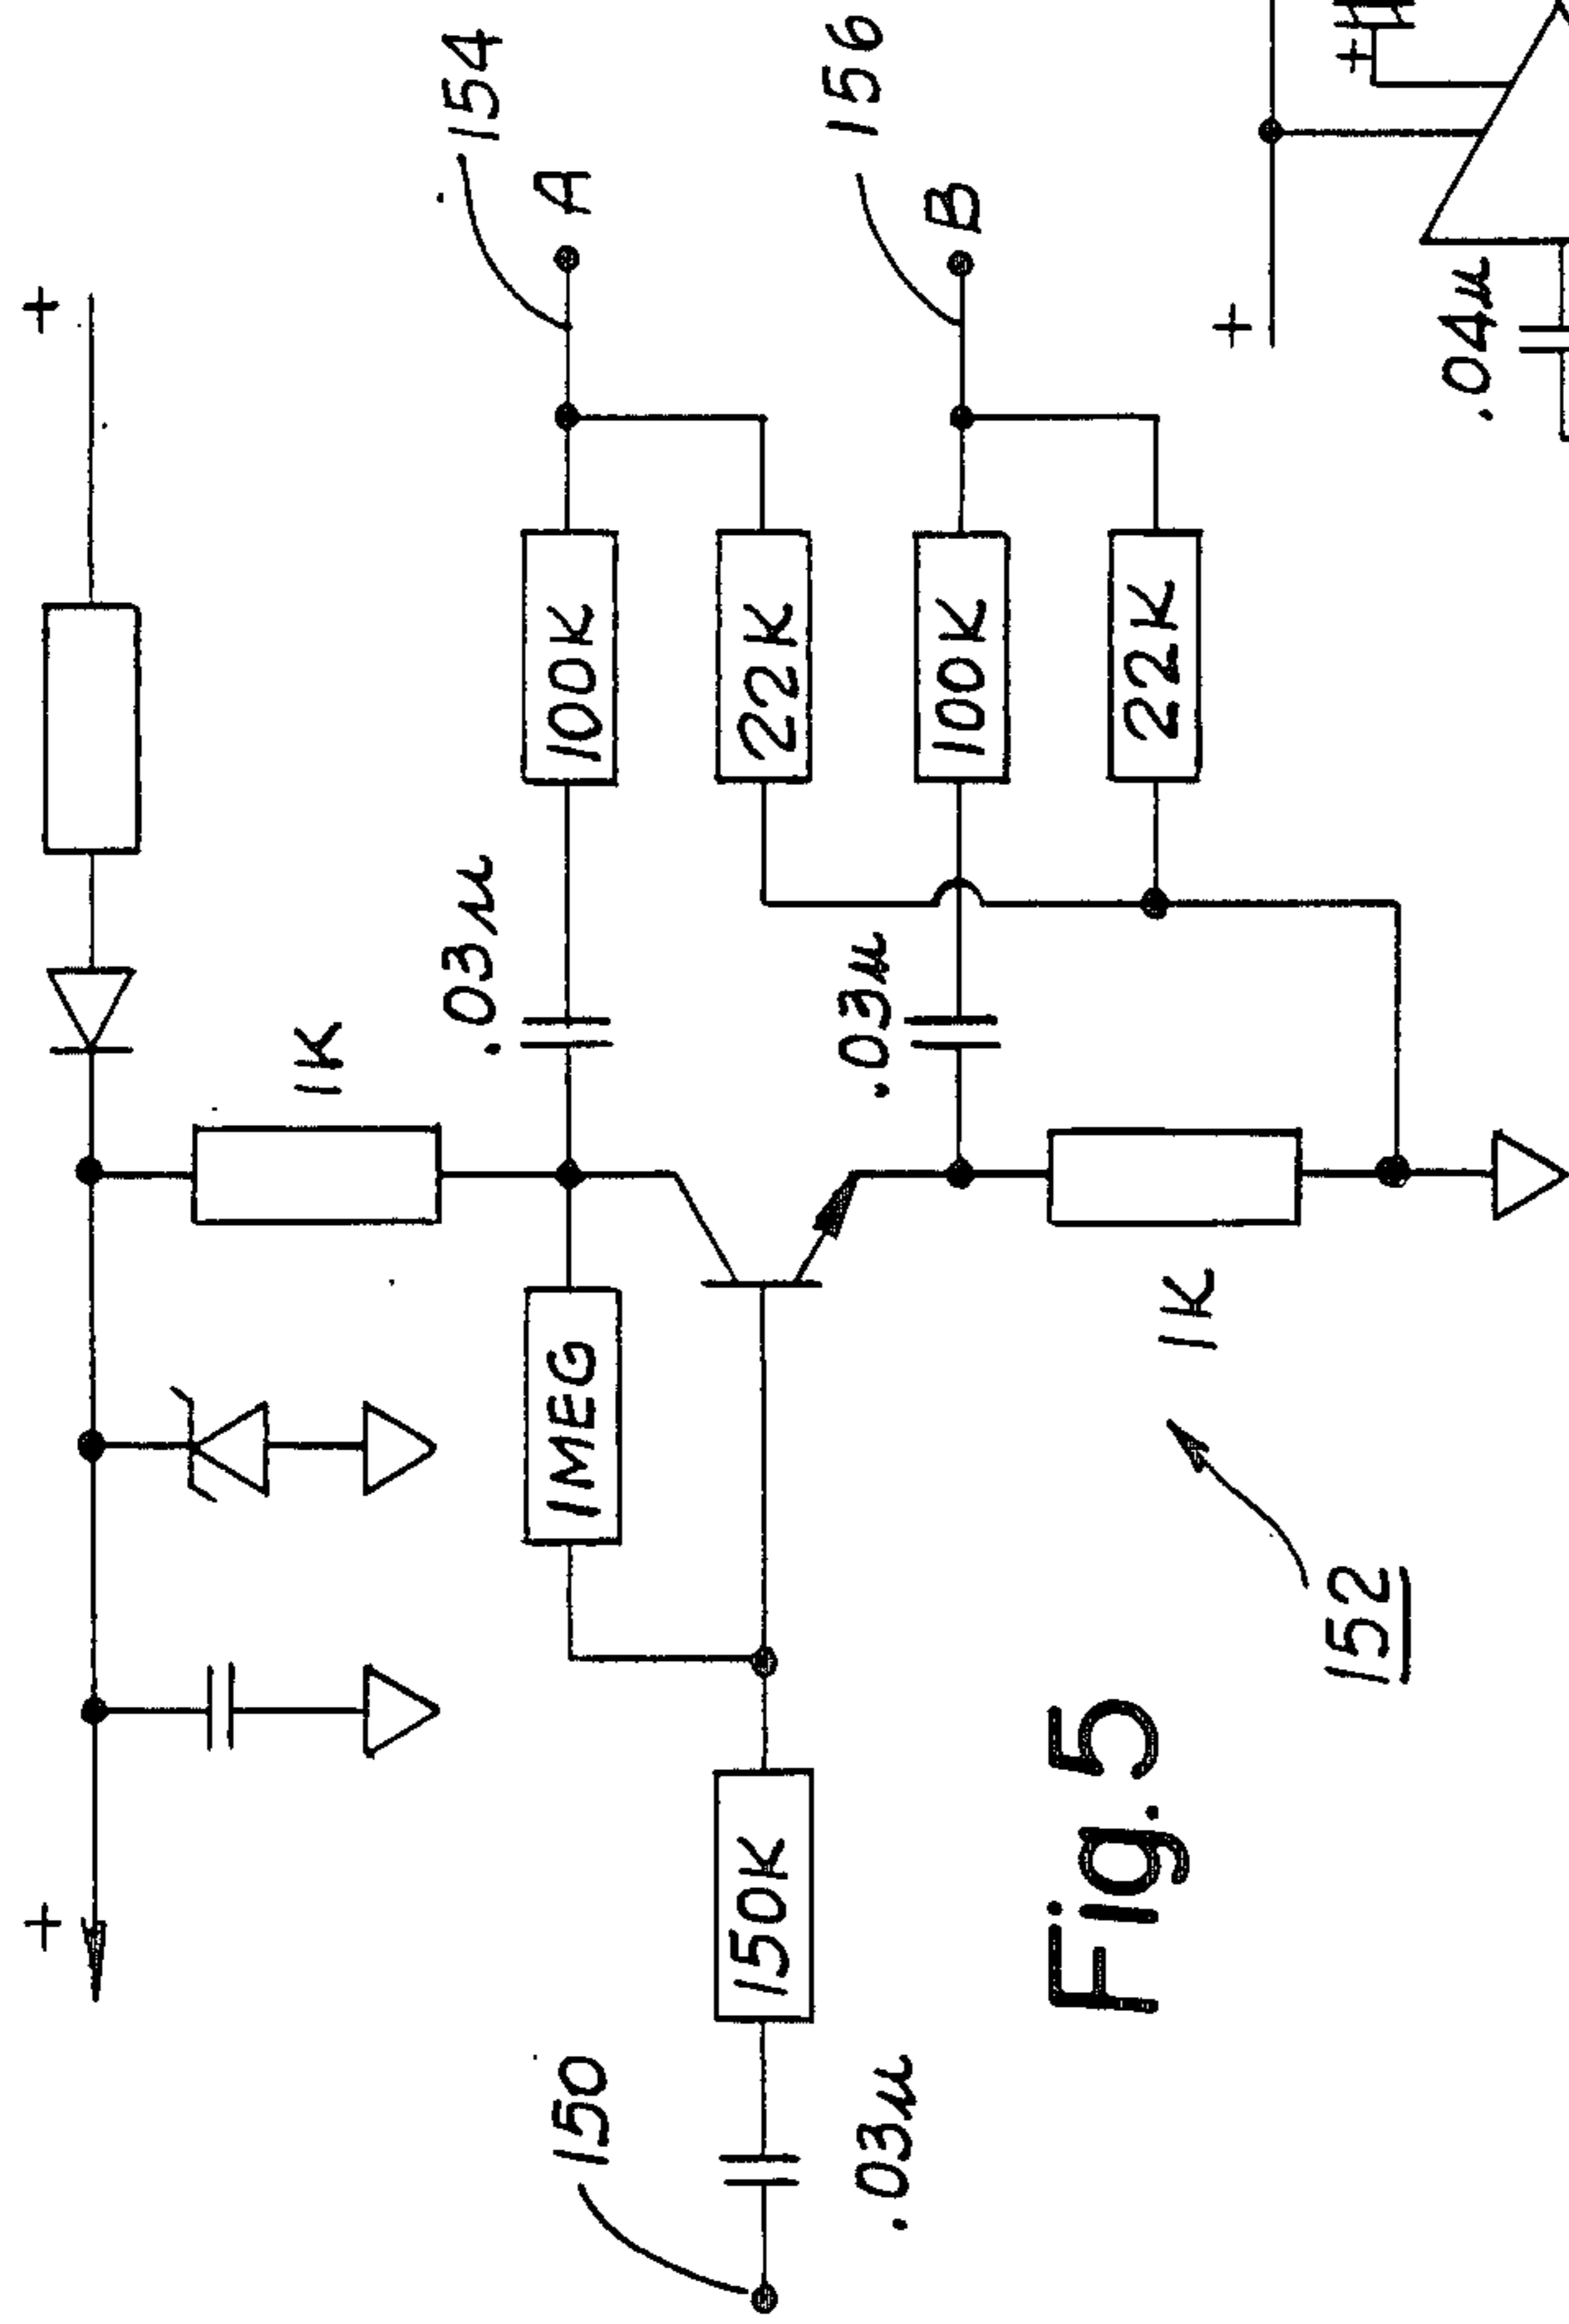 +
+
154
A
1K
.03µ
100K
22K
156
B
1MEG
.03µ
100K
22K
150
150K
.03µ
1K
152
+
.04µ
+
Fig. 5